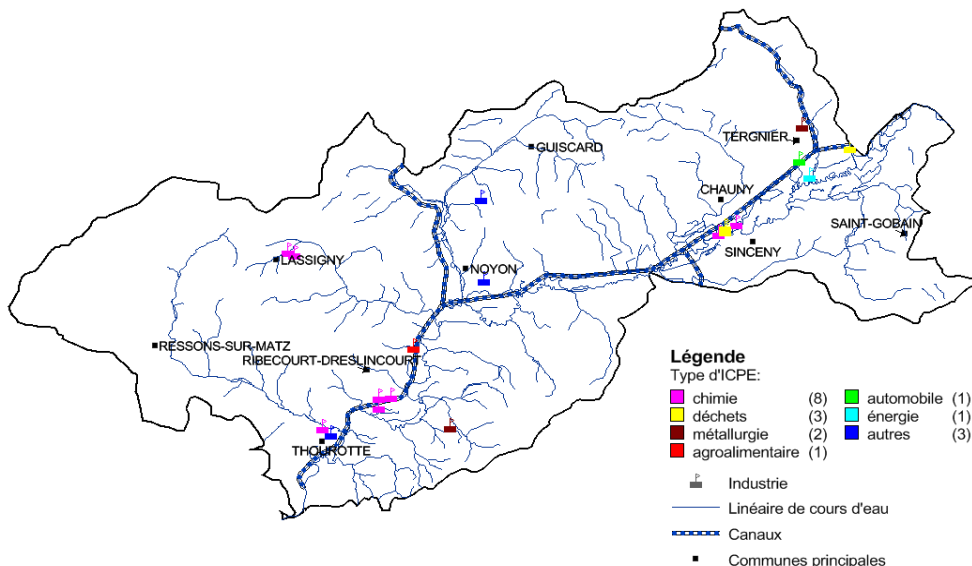 TERGNIER
GUISCARD
CHAUNY
SAINT-GOBAIN
SINCENY
LASSIGNY
NOYON
RESSONS-SUR-MATZ
RIBECOURT-DRESLINCOURT
THOUROTTE
Légende
Type d'ICPE:
chimie (8)
automobile (1)
déchets (3)
énergie (1)
métallurgie (2)
autres (3)
agroalimentaire (1)
Industrie
Linéaire de cours d'eau
Canaux
Communes principales